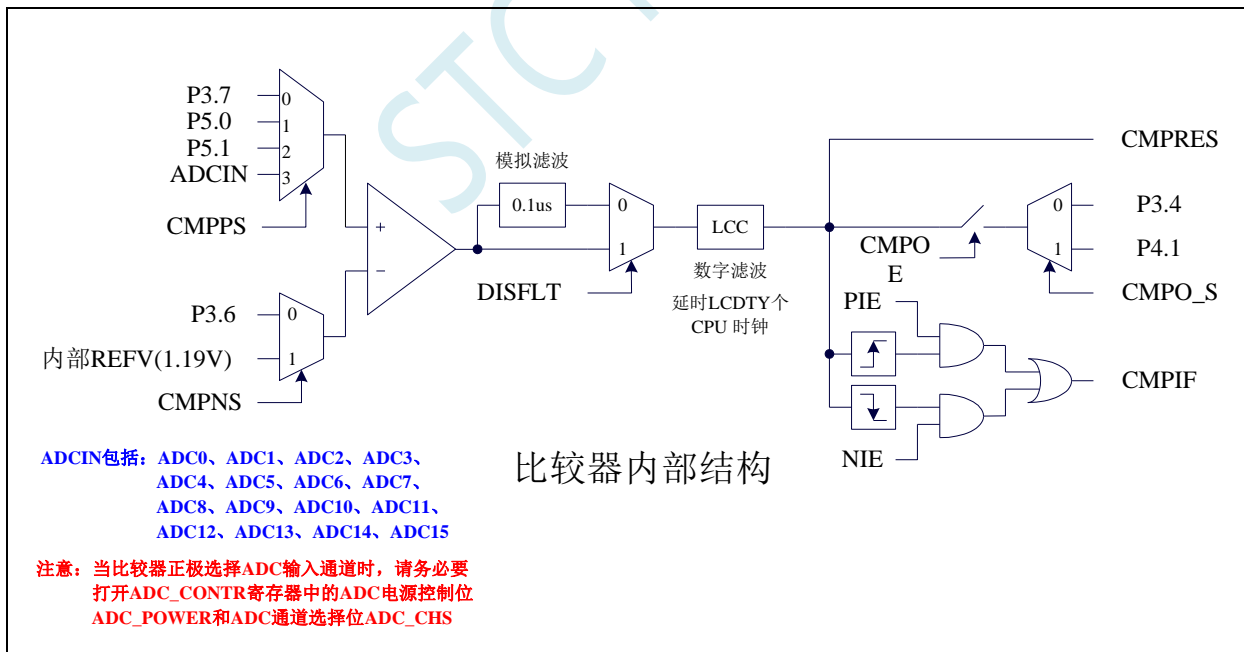 STC
P3.7
P5.0
P5.1
ADCIN
0
1
2
3
CMPPS
+
−
P3.6
内部REFV(1.19V)
0
1
CMPNS
模拟滤波
0.1us
0
1
DISFLT
LCC
数字滤波
延时LCDTY个
CPU 时钟
CMPRES
CMPO
E
0
1
P3.4
P4.1
CMPO_S
PIE
NIE
CMPIF
ADCIN包括：ADC0、ADC1、ADC2、ADC3、
ADC4、ADC5、ADC6、ADC7、
ADC8、ADC9、ADC10、ADC11、
ADC12、ADC13、ADC14、ADC15
比较器内部结构
注意：当比较器正极选择ADC输入通道时，请务必要
打开ADC_CONTR寄存器中的ADC电源控制位
ADC_POWER和ADC通道选择位ADC_CHS